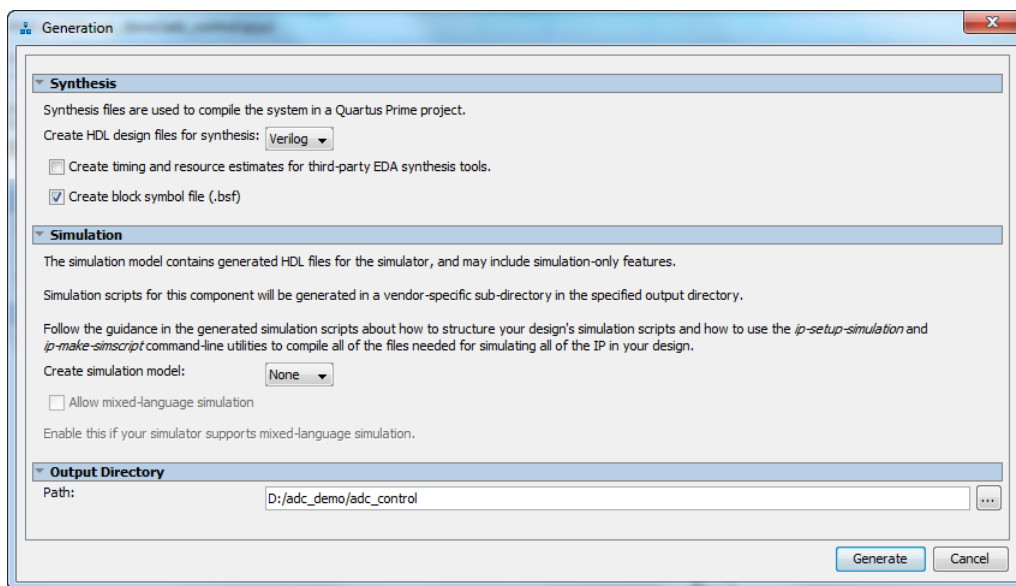 Generation
Synthesis
Synthesis files are used to compile the system in a Quartus Prime project.
Create HDL design files for synthesis: Verilog
Create timing and resource estimates for third-party EDA synthesis tools.
Create block symbol file (.bsf)
Simulation
The simulation model contains generated HDL files for the simulator, and may include simulation-only features.
Simulation scripts for this component will be generated in a vendor-specific sub-directory in the specified output directory.
Follow the guidance in the generated simulation scripts about how to structure your design's simulation scripts and how to use the ip-setup-simulation and
ip-make-simscript command-line utilities to compile all of the files needed for simulating all of the IP in your design.
Create simulation model: None
Allow mixed-language simulation
Enable this if your simulator supports mixed-language simulation.
Output Directory
Path: D:/adc_demo/adc_control ...
Generate Cancel